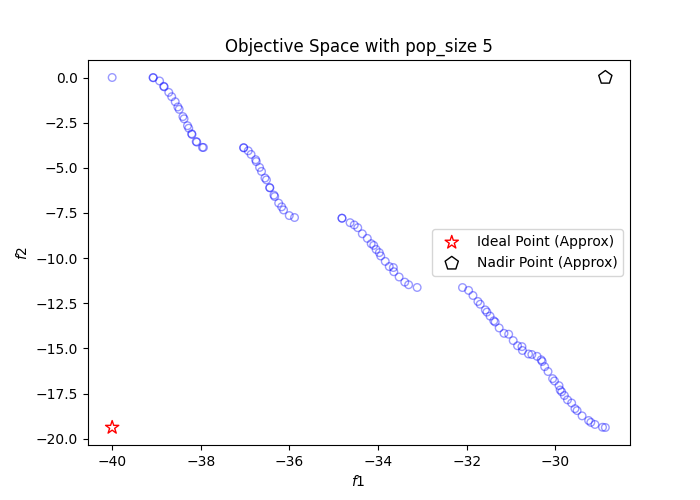 Objective Space with pop_size 5
f2
0.0
−2.5
−5.0
−7.5
−10.0
−12.5
−15.0
−17.5
−20.0
Ideal Point (Approx)
Nadir Point (Approx)
−40 −38 −36 −34 −32 −30
f1